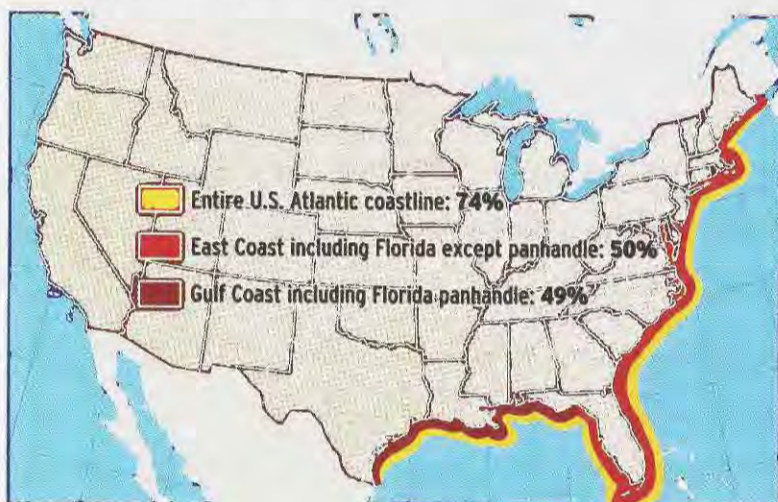 Entire U.S. Atlantic coastline: 74%
East Coast including Florida except panhandle: 50%
Gulf Coast including Florida panhandle: 49%